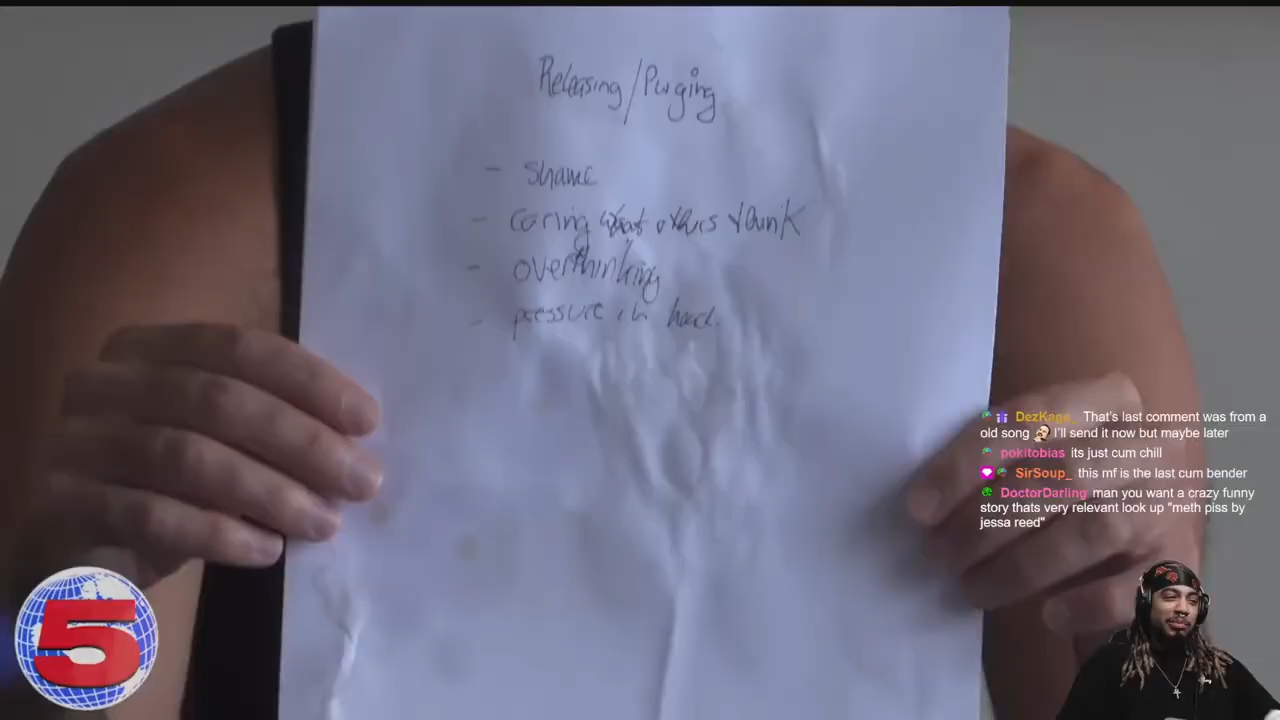 Releasing/Purging
- Shame
- caring what others think
- overthinking
- pressure in head.
DezKage_ That's last comment was from a
old song I'll send it now but maybe later
pokitobias its just cum chill
SirSoup_ this mf is the last cum bender
DoctorDarling man you want a crazy funny
story thats very relevant look up "meth piss by
jessa reed"
5